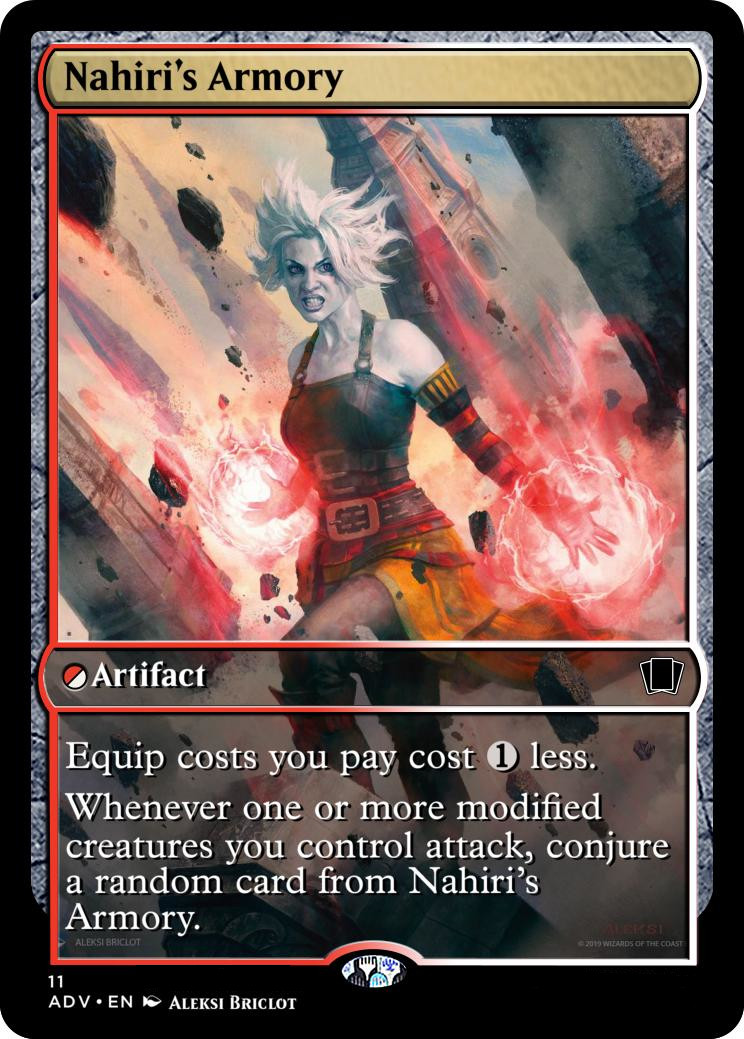 Nahiri's Armory
Artifact
Equip costs you pay cost 1 less.
Whenever one or more modified
creatures you control attack, conjure
a random card from Nahiri's
Armory.
ALEKSI
ALEKSI BRICLOT
© 2019 WIZARDS OF THE COAST
11
ADV • EN ALEKSI BRICLOT